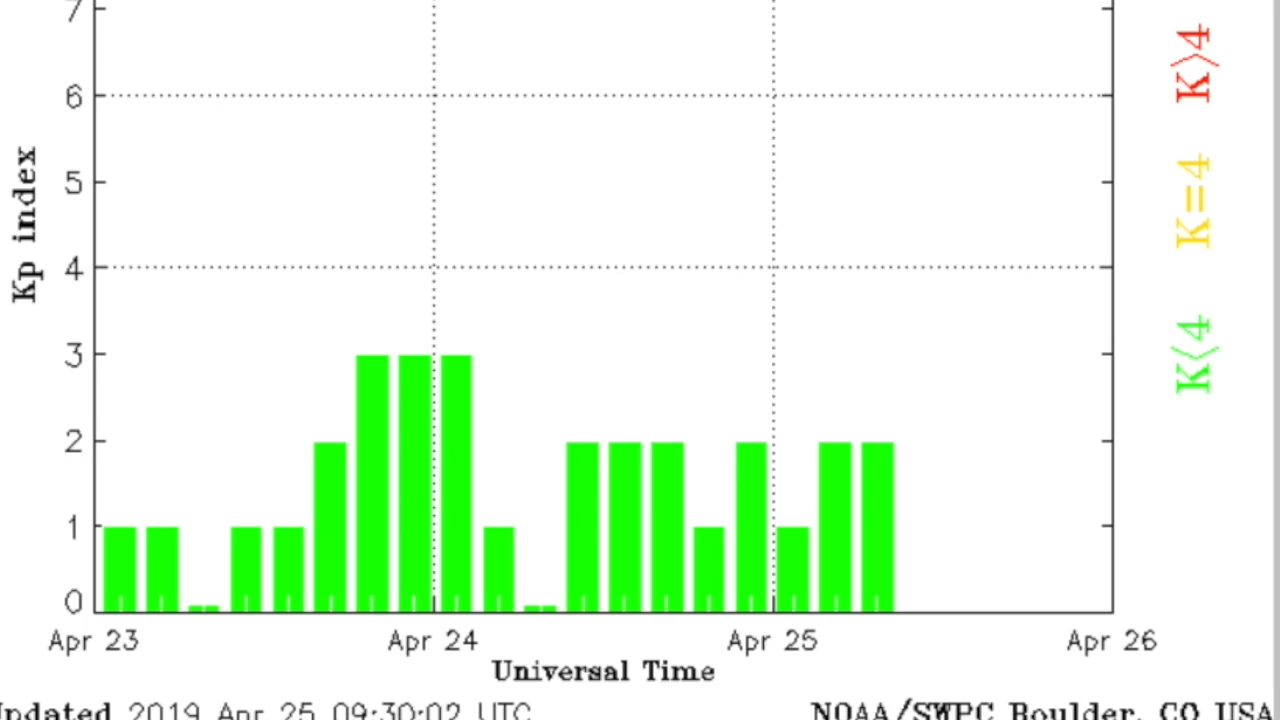 7
6
5
4
3
2
1
0
Kp index
K>4
K=4
K<4
Apr 23 Apr 24 Apr 25 Apr 26
Universal Time
Updated 2019 Apr 25 09:30:02 UTC
NOAA/SWPC Boulder, CO USA